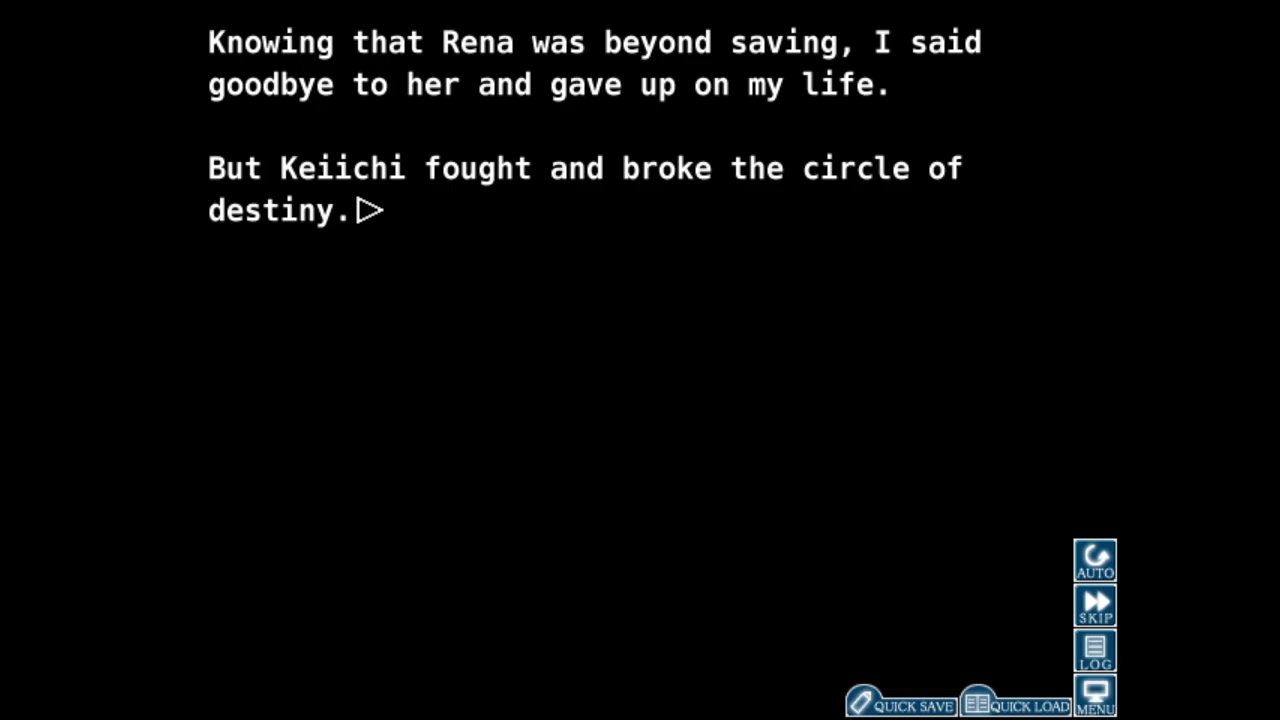 Knowing that Rena was beyond saving, I said
goodbye to her and gave up on my life.
But Keiichi fought and broke the circle of
destiny.
AUTO
SKIP
LOG
QUICK SAVE
QUICK LOAD
MENU